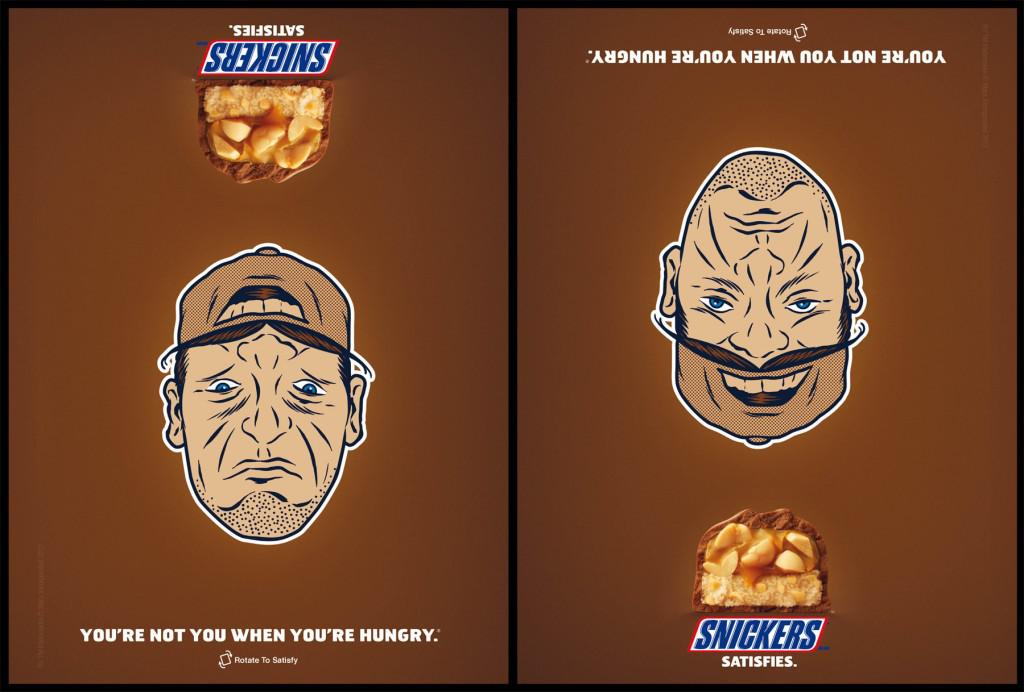 SATISFIES.
SNICKERS
YOU'RE NOT YOU WHEN YOU'RE HUNGRY.®
Rotate To Satisfy
Rotate To Satisfy
YOU'RE NOT YOU WHEN YOU'RE HUNGRY.®
SNICKERS
SATISFIES.